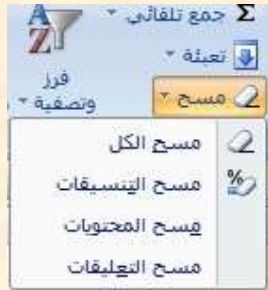 Σ جمع تلقائي
تعبئة
مسح
فرز
وتصفية
مسح الكل
مسح التنسيقات
مسح المحتويات
مسح التعليقات